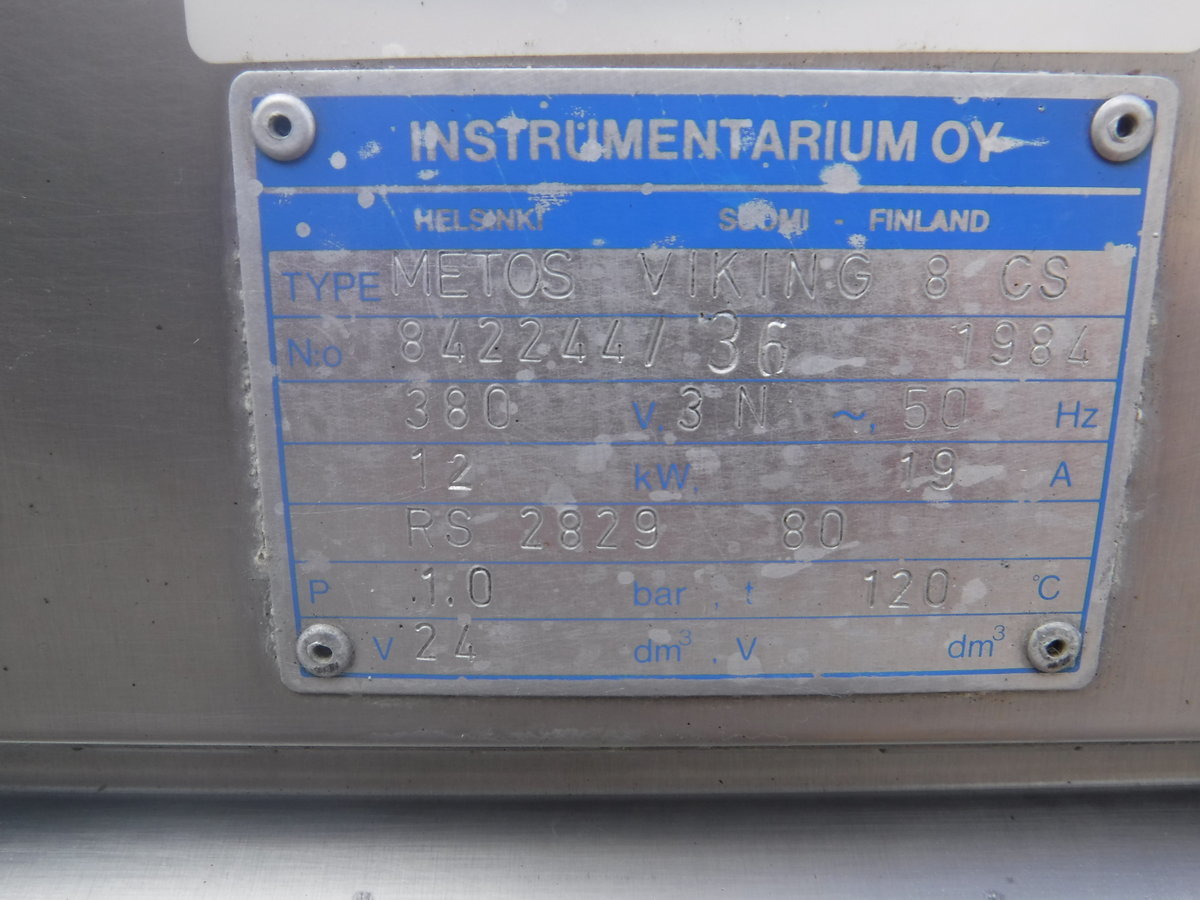 INSTRUMENTARIUM OY
HELSINKI SUOMI - FINLAND
TYPE METOS VIKING 8 CS
N:o 842244/36 1984
380 V, 3 N ~, 50 Hz
12 kW, 19 A
RS 2829 80
P 1.0 bar, t 120 °C
V 24 dm³, V dm³